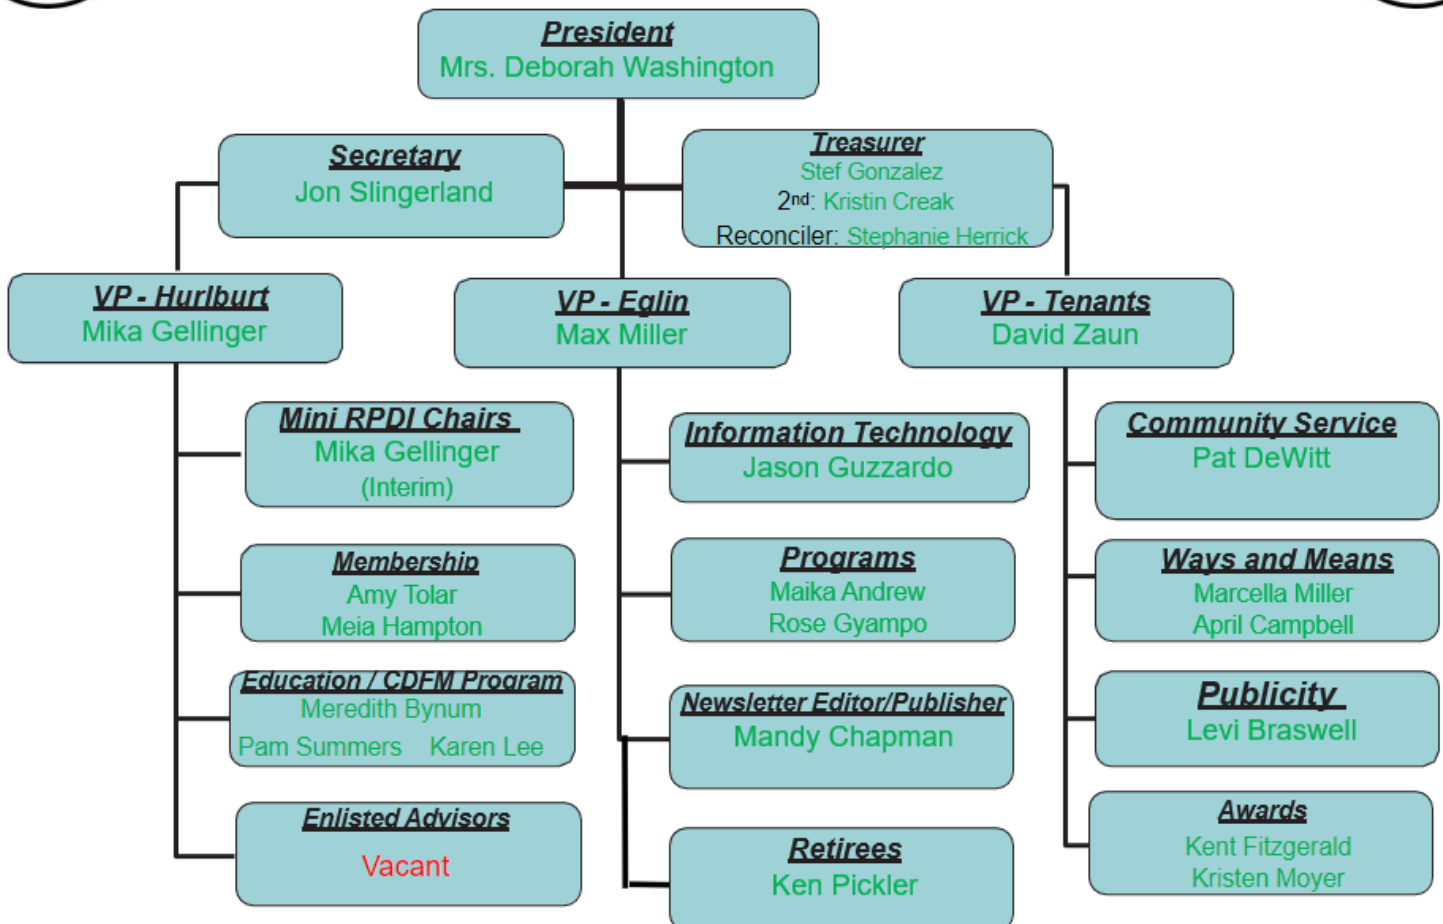 President
Mrs. Deborah Washington
Secretary
Jon Slingerland
Treasurer
Stef Gonzalez
2nd: Kristin Creak
Reconciler: Stephanie Herrick
VP - Hurlburt
Mika Gellinger
VP - Eglin
Max Miller
VP - Tenants
David Zaun
Mini RPDI Chairs
Mika Gellinger
(Interim)
Membership
Amy Tolar
Meia Hampton
Education / CDFM Program
Meredith Bynum
Pam Summers Karen Lee
Enlisted Advisors
Vacant
Information Technology
Jason Guzzardo
Programs
Maika Andrew
Rose Gyampo
Newsletter Editor/Publisher
Mandy Chapman
Retirees
Ken Pickler
Community Service
Pat DeWitt
Ways and Means
Marcella Miller
April Campbell
Publicity
Levi Braswell
Awards
Kent Fitzgerald
Kristen Moyer